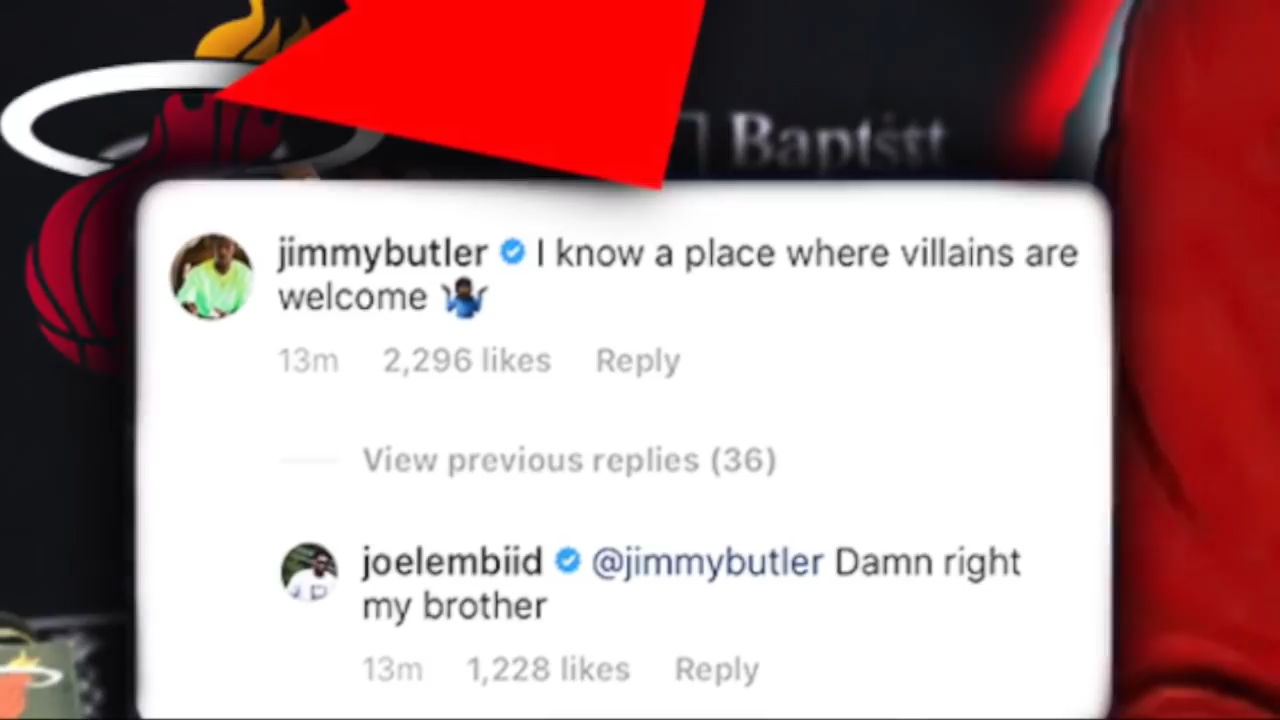 Baptist
jimmybutler I know a place where villains are
welcome 🤷🏿‍♂️
13m 2,296 likes Reply
View previous replies (36)
joelembiid @jimmybutler Damn right
my brother
13m 1,228 likes Reply